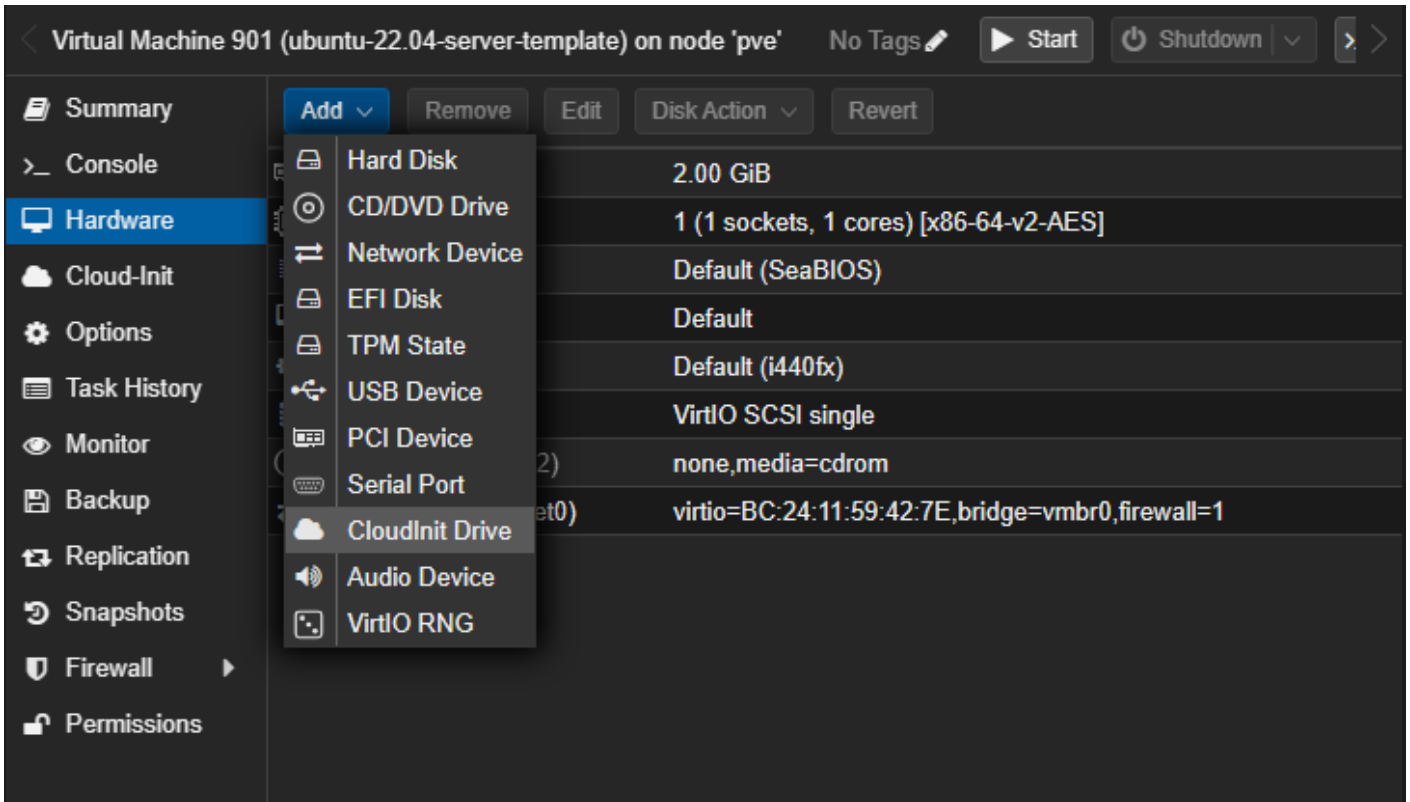 Virtual Machine 901 (ubuntu-22.04-server-template) on node 'pve' No Tags Start Shutdown
Summary
Console
Hardware
Cloud-Init
Options
Task History
Monitor
Backup
Replication
Snapshots
Firewall
Permissions
Add Remove Edit Disk Action Revert
Hard Disk
CD/DVD Drive
Network Device
EFI Disk
TPM State
USB Device
PCI Device
Serial Port
CloudInit Drive
Audio Device
VirtIO RNG
2.00 GiB
1 (1 sockets, 1 cores) [x86-64-v2-AES]
Default (SeaBIOS)
Default
Default (i440fx)
VirtIO SCSI single
2) none,media=cdrom
et0) virtio=BC:24:11:59:42:7E,bridge=vmbr0,firewall=1